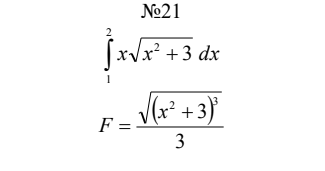 №21
∫₁² x√(x² + 3) dx
F = √((x² + 3)³) / 3